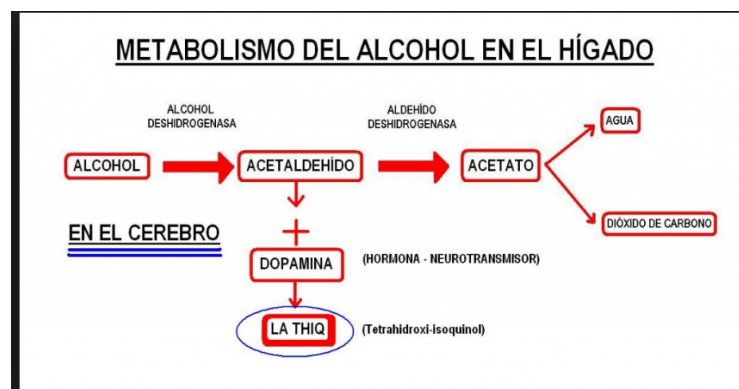 METABOLISMO DEL ALCOHOL EN EL HÍGADO
ALCOHOL
DESHIDROGENASA
ALDEHÍDO
DESHIDROGENASA
AGUA
ALCOHOL
ACETALDEHÍDO
ACETATO
DIÓXIDO DE CARBONO
EN EL CEREBRO
+
DOPAMINA
(HORMONA - NEUROTRANSMISOR)
LA THIQ
(Tetrahidroxi-isoquinol)